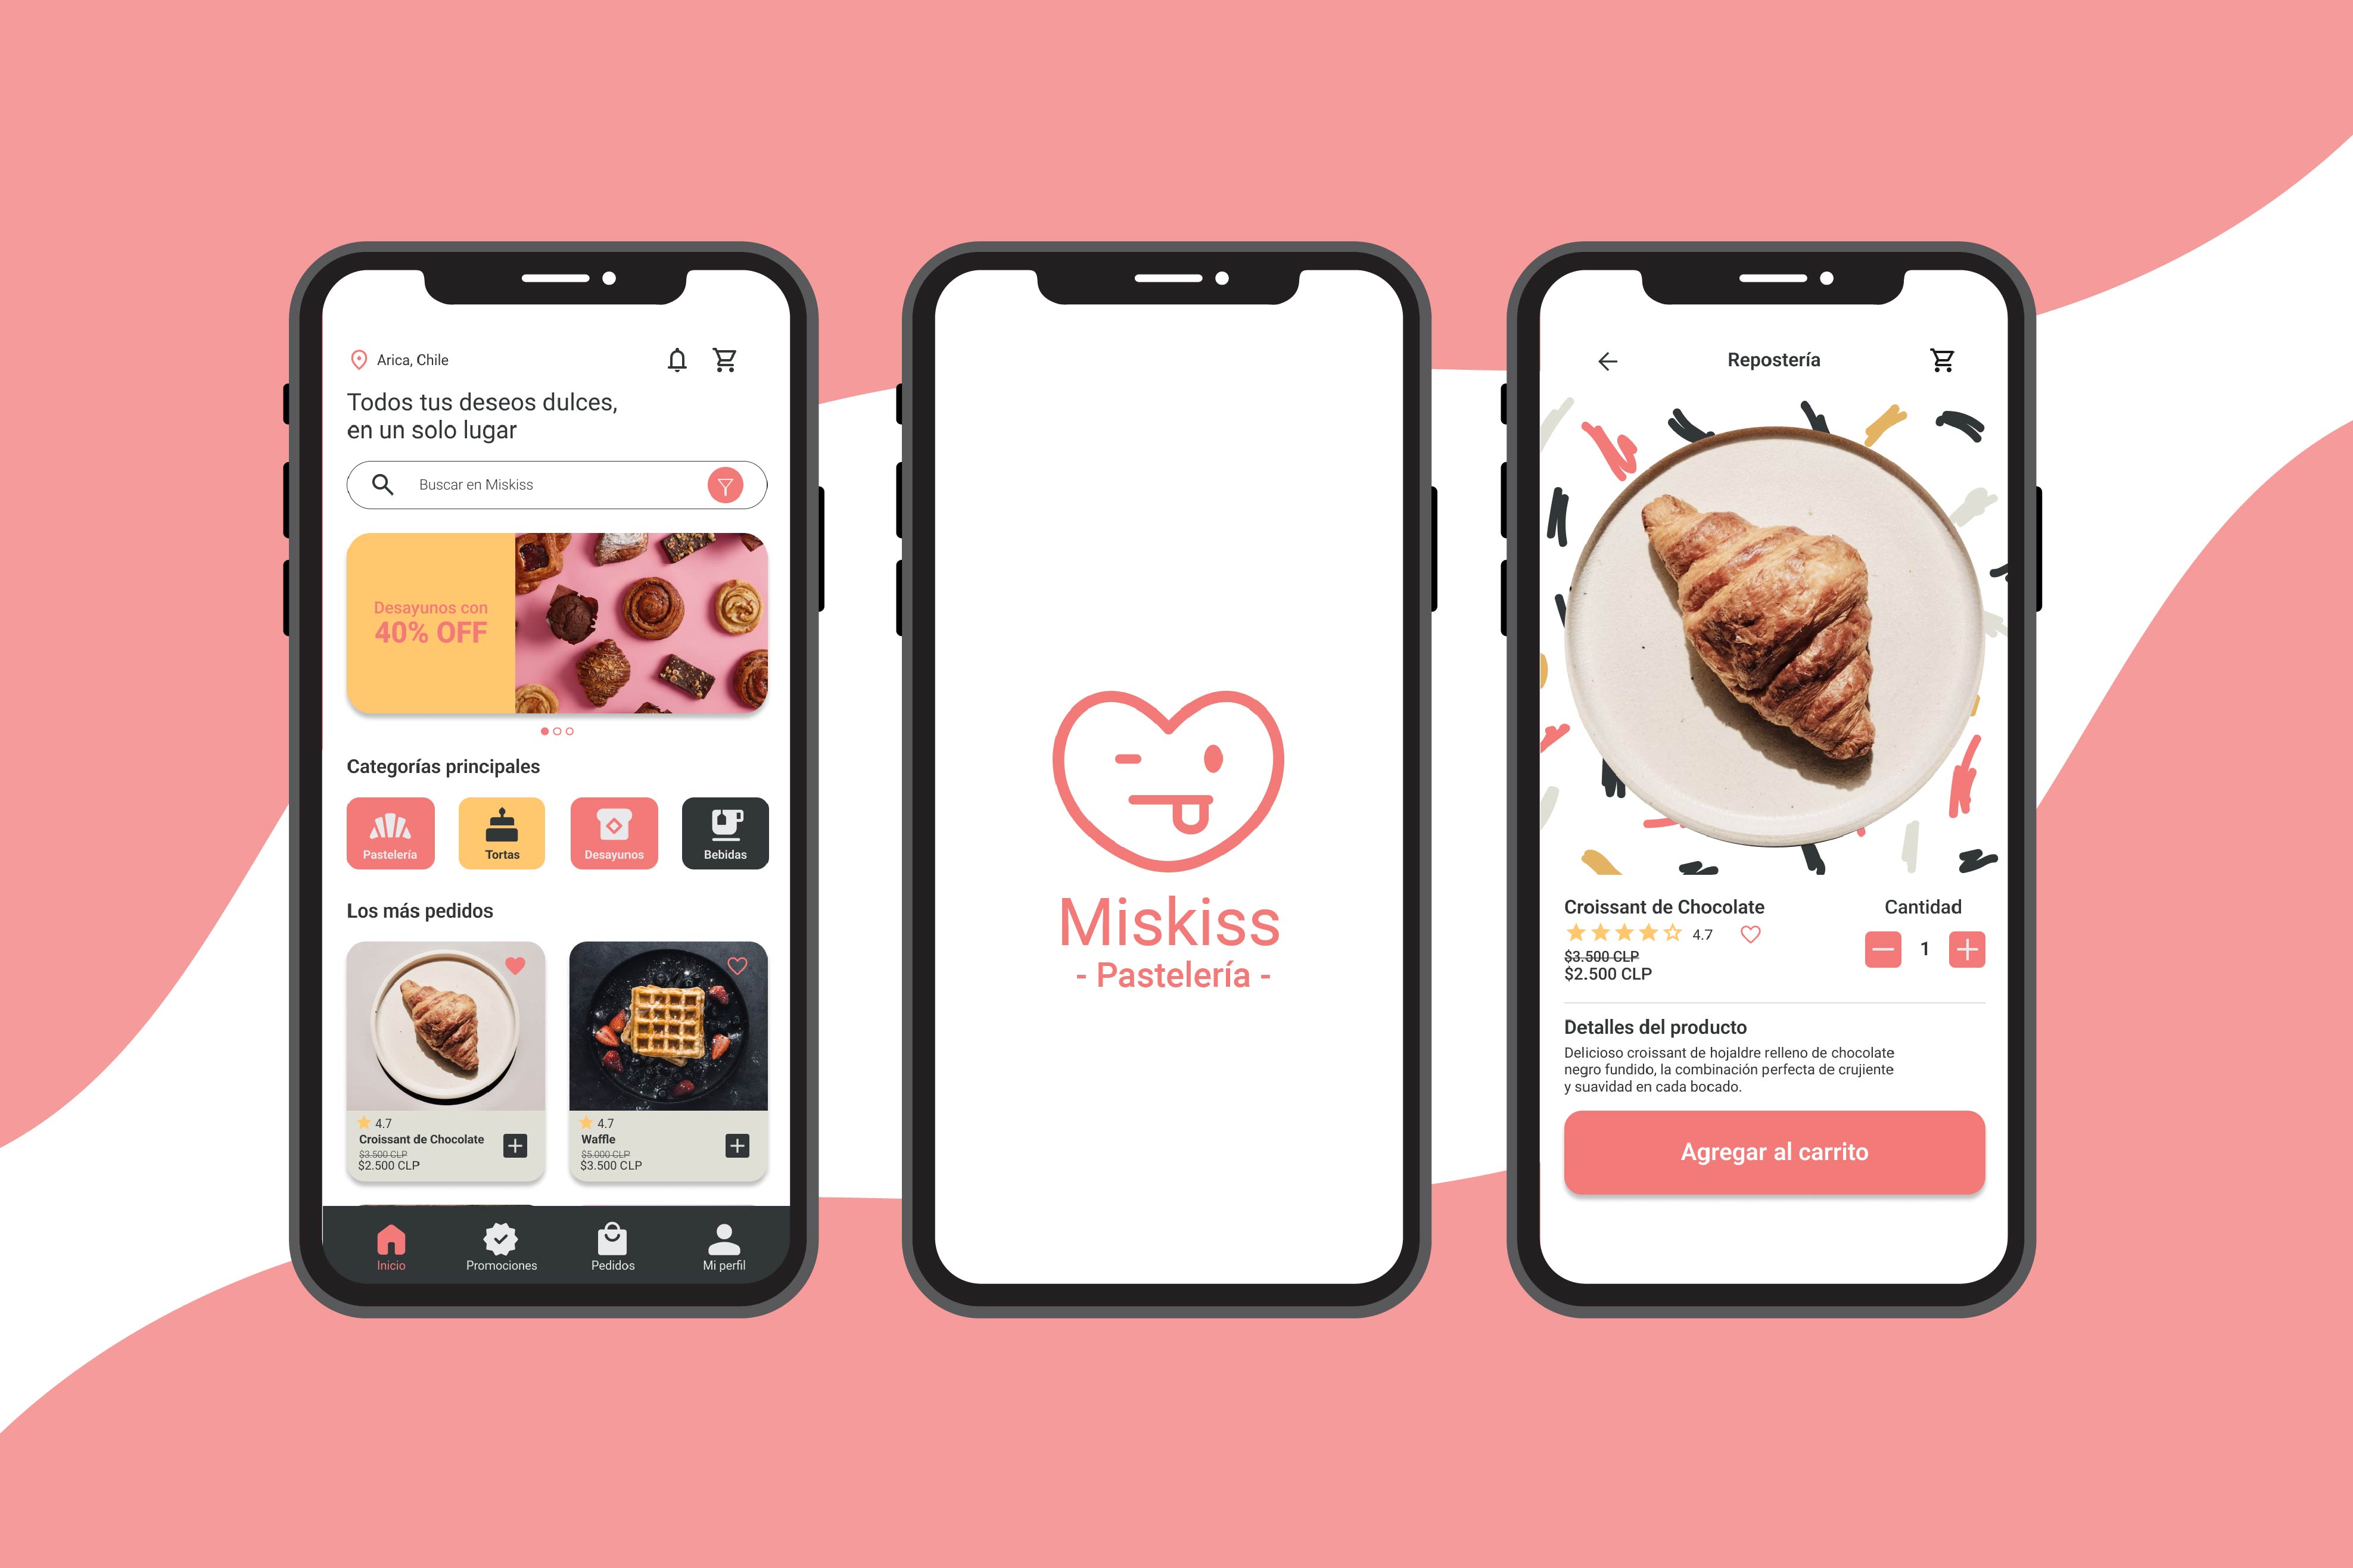 Arica, Chile
Todos tus deseos dulces,
en un solo lugar
Buscar en Miskiss
Desayunos con
40% OFF
Categorías principales
Pastelería
Tortas
Desayunos
Bebidas
Los más pedidos
4.7
Croissant de Chocolate
$3.500 CLP
$2.500 CLP
4.7
Waffle
$5.000 CLP
$3.500 CLP
Inicio
Promociones
Pedidos
Mi perfil
Miskiss
- Pastelería -
Repostería
Croissant de Chocolate
4.7
$3.500 CLP
$2.500 CLP
Cantidad
1
Detalles del producto
Delicioso croissant de hojaldre relleno de chocolate
negro fundido, la combinación perfecta de crujiente
y suavidad en cada bocado.
Agregar al carrito